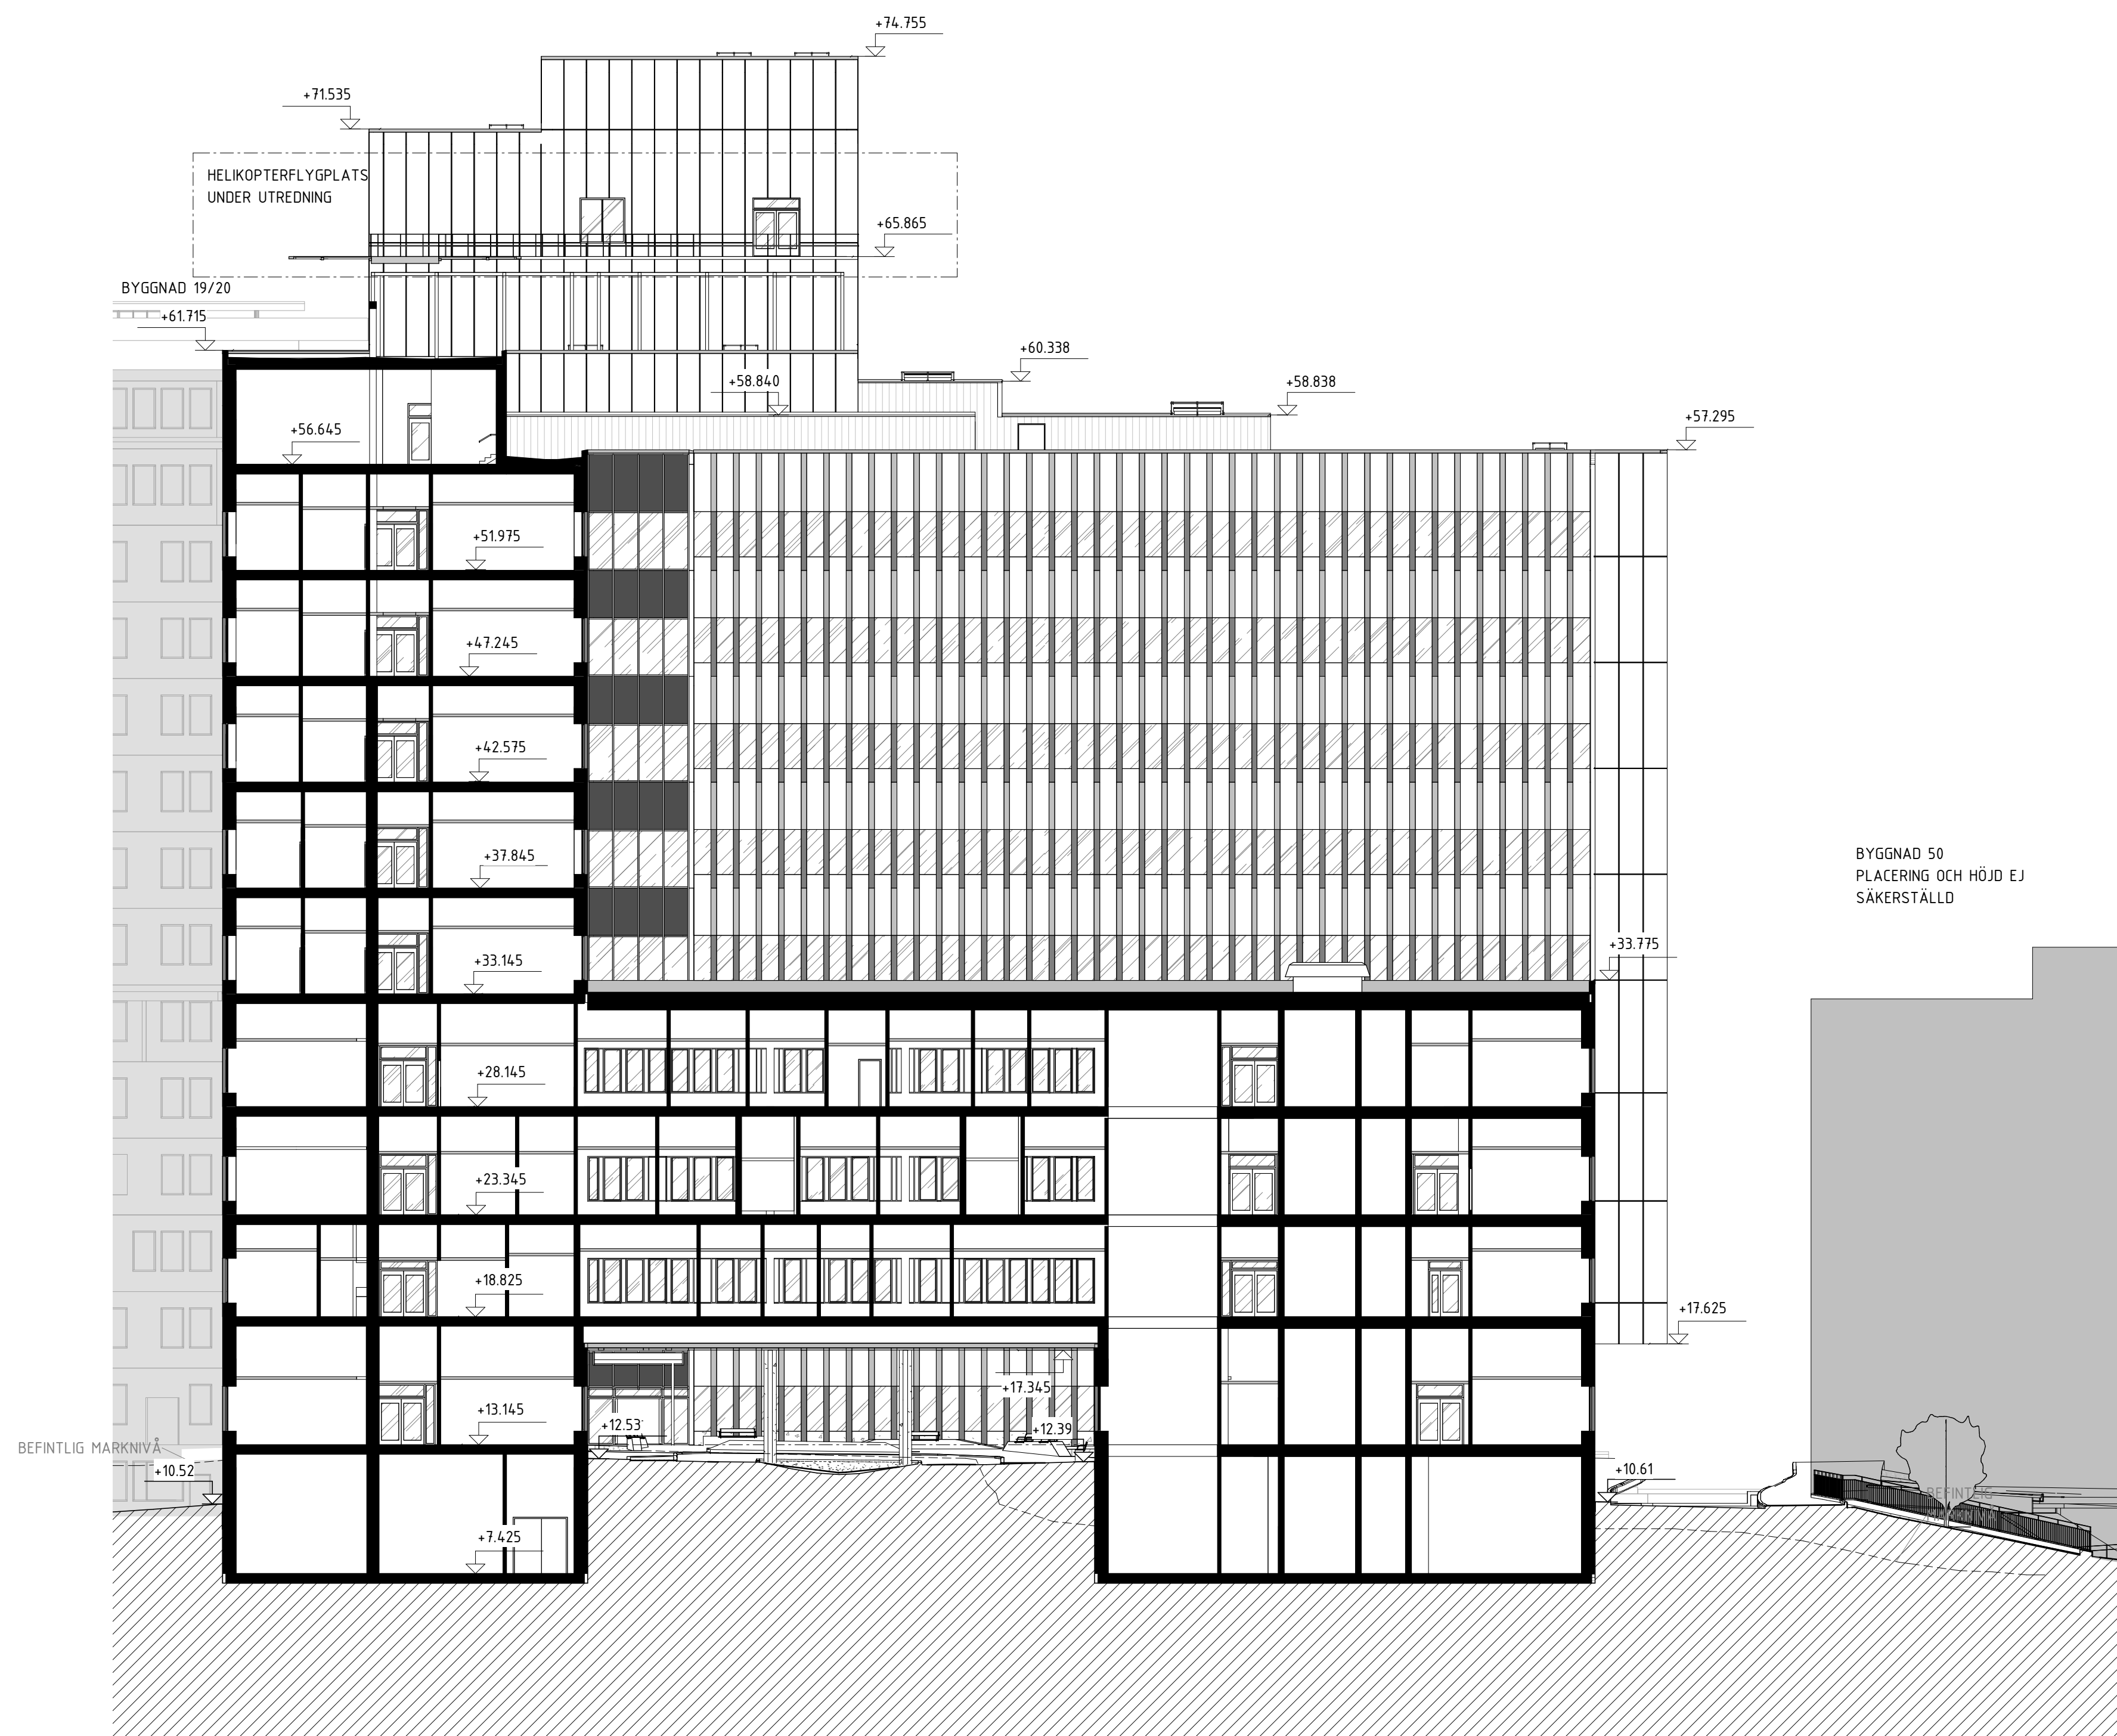 +74.755
+71.535
HELIKOPTERFLYGPLATS
UNDER UTREDNING
+65.865
BYGGNAD 19/20
+61.715
+60.338
+58.840
+58.838
+57.295
+56.645
+51.975
+47.245
+42.575
+37.845
BYGGNAD 50
PLACERING OCH HÖJD EJ
SÄKERSTÄLLD
+33.775
+33.145
+28.145
+23.345
+18.825
+17.625
+17.345
+13.145
+12.53
+12.39
BEFINTLIG MARKNIVÅ
+10.52
+10.61
BEFINTLIG
MARKNIVÅ
+7.425